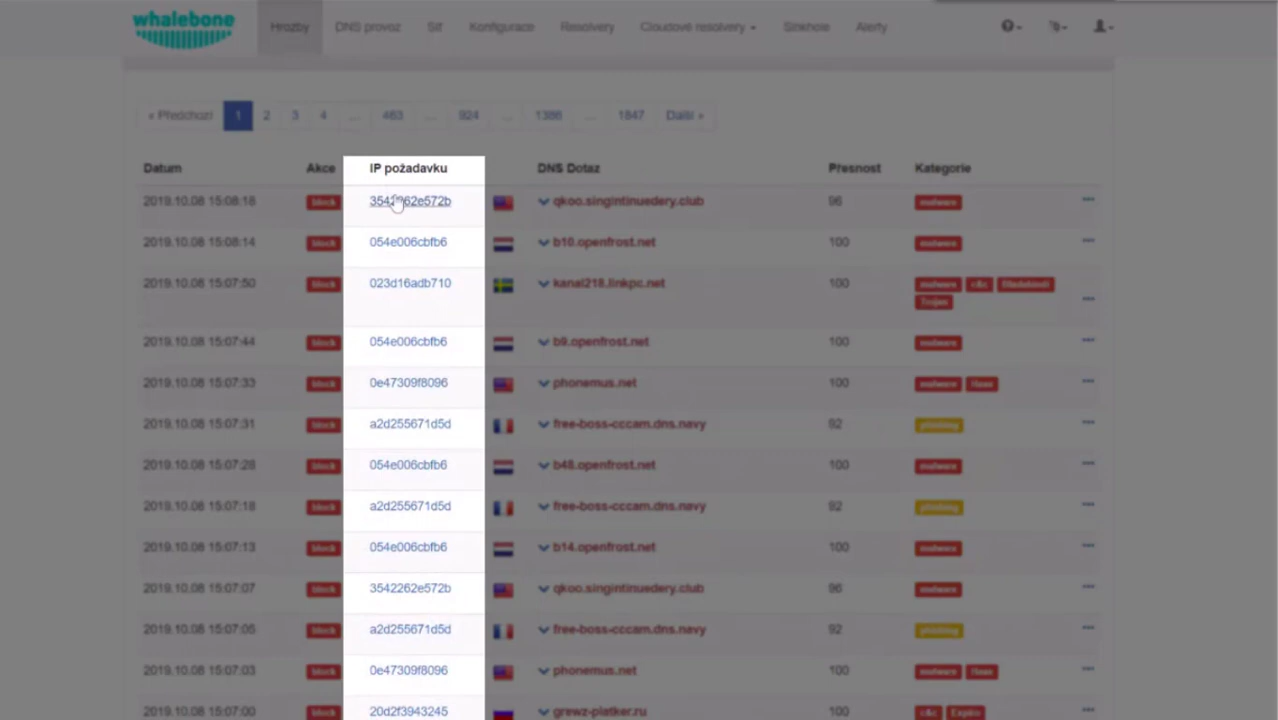 whalebone Hrozby DNS provoz Síť Konfigurace Resolvery Cloudové resolvery Sinkhole Alerty
« Předchozí 1 2 3 4 ... 463 ... 924 ... 1386 ... 1847 Další »
Datum Akce IP požadavku DNS Dotaz Přesnost Kategorie
2019.10.08 15:08:18 block 3542262e572b qkoo.singintinuedery.club 96 malware ...
2019.10.08 15:08:14 block 054e006cbfb6 b10.openfrost.net 100 malware ...
2019.10.08 15:07:50 block 023d16adb710 kanal218.linkpc.net 100 malware c&c
Trojan ...
2019.10.08 15:07:44 block 054e006cbfb6 b9.openfrost.net 100 malware ...
2019.10.08 15:07:33 block 0e47309f8096 phonemus.net 100 malware ...
2019.10.08 15:07:31 block a2d255671d5d free-boss-cccam.dns.navy 92 phishing ...
2019.10.08 15:07:28 block 054e006cbfb6 b48.openfrost.net 100 malware ...
2019.10.08 15:07:18 block a2d255671d5d free-boss-cccam.dns.navy 92 phishing ...
2019.10.08 15:07:13 block 054e006cbfb6 b14.openfrost.net 100 malware ...
2019.10.08 15:07:07 block 3542262e572b qkoo.singintinuedery.club 96 malware ...
2019.10.08 15:07:05 block a2d255671d5d free-boss-cccam.dns.navy 92 phishing ...
2019.10.08 15:07:03 block 0e47309f8096 phonemus.net 100 malware ...
2019.10.08 15:07:00 block 20d2f3943245 grewz-platker.ru 100 c&c ...